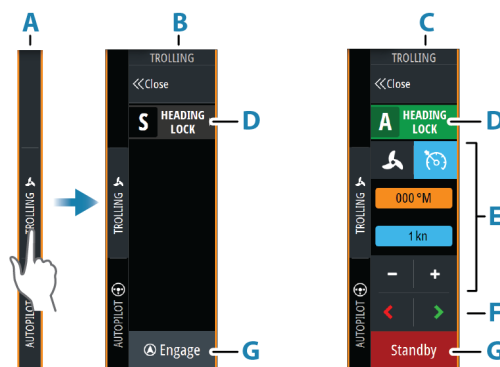 A
B
C
TROLLING
AUTOPILOT
TROLLING
«Close
S HEADING
LOCK
D
TROLLING
AUTOPILOT
Engage
G
TROLLING
«Close
A HEADING
LOCK
D
TROLLING
000 °M
1 kn
E
− +
< >
F
AUTOPILOT
Standby
G